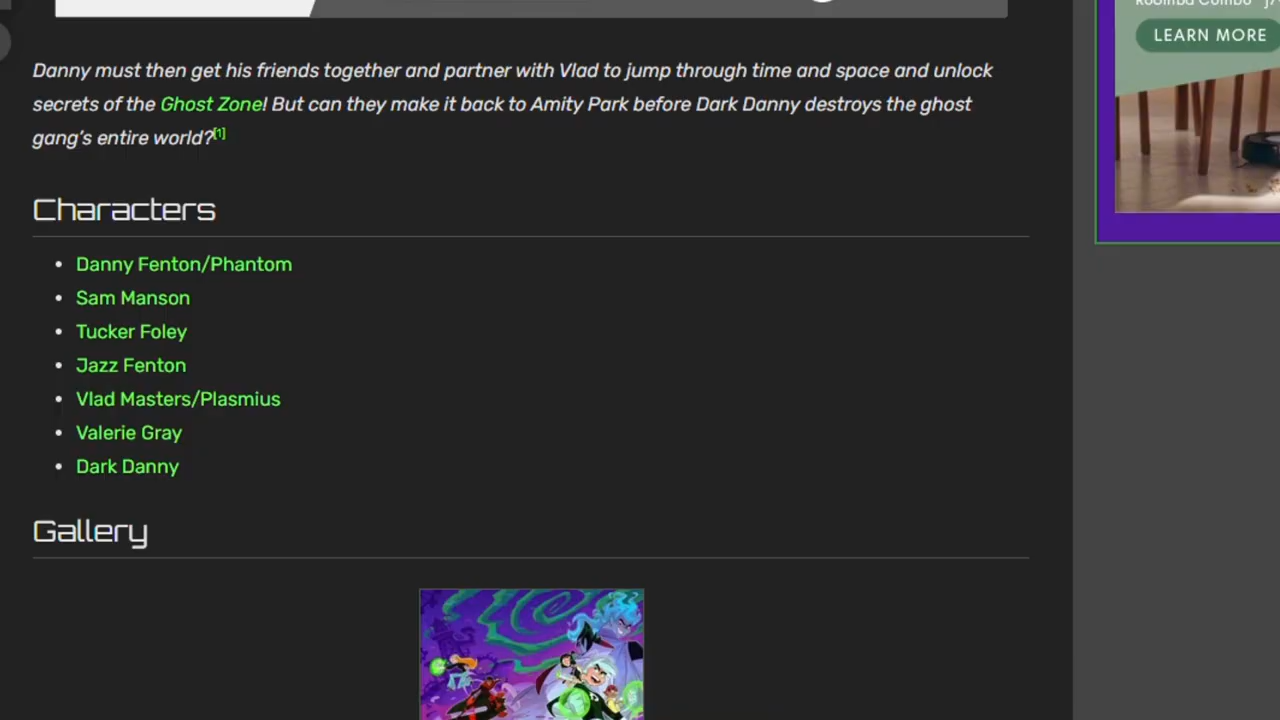 Roomba Combo j7
LEARN MORE
Danny must then get his friends together and partner with Vlad to jump through time and space and unlock
secrets of the Ghost Zone! But can they make it back to Amity Park before Dark Danny destroys the ghost
gang's entire world?[1]
Characters
Danny Fenton/Phantom
Sam Manson
Tucker Foley
Jazz Fenton
Vlad Masters/Plasmius
Valerie Gray
Dark Danny
Gallery